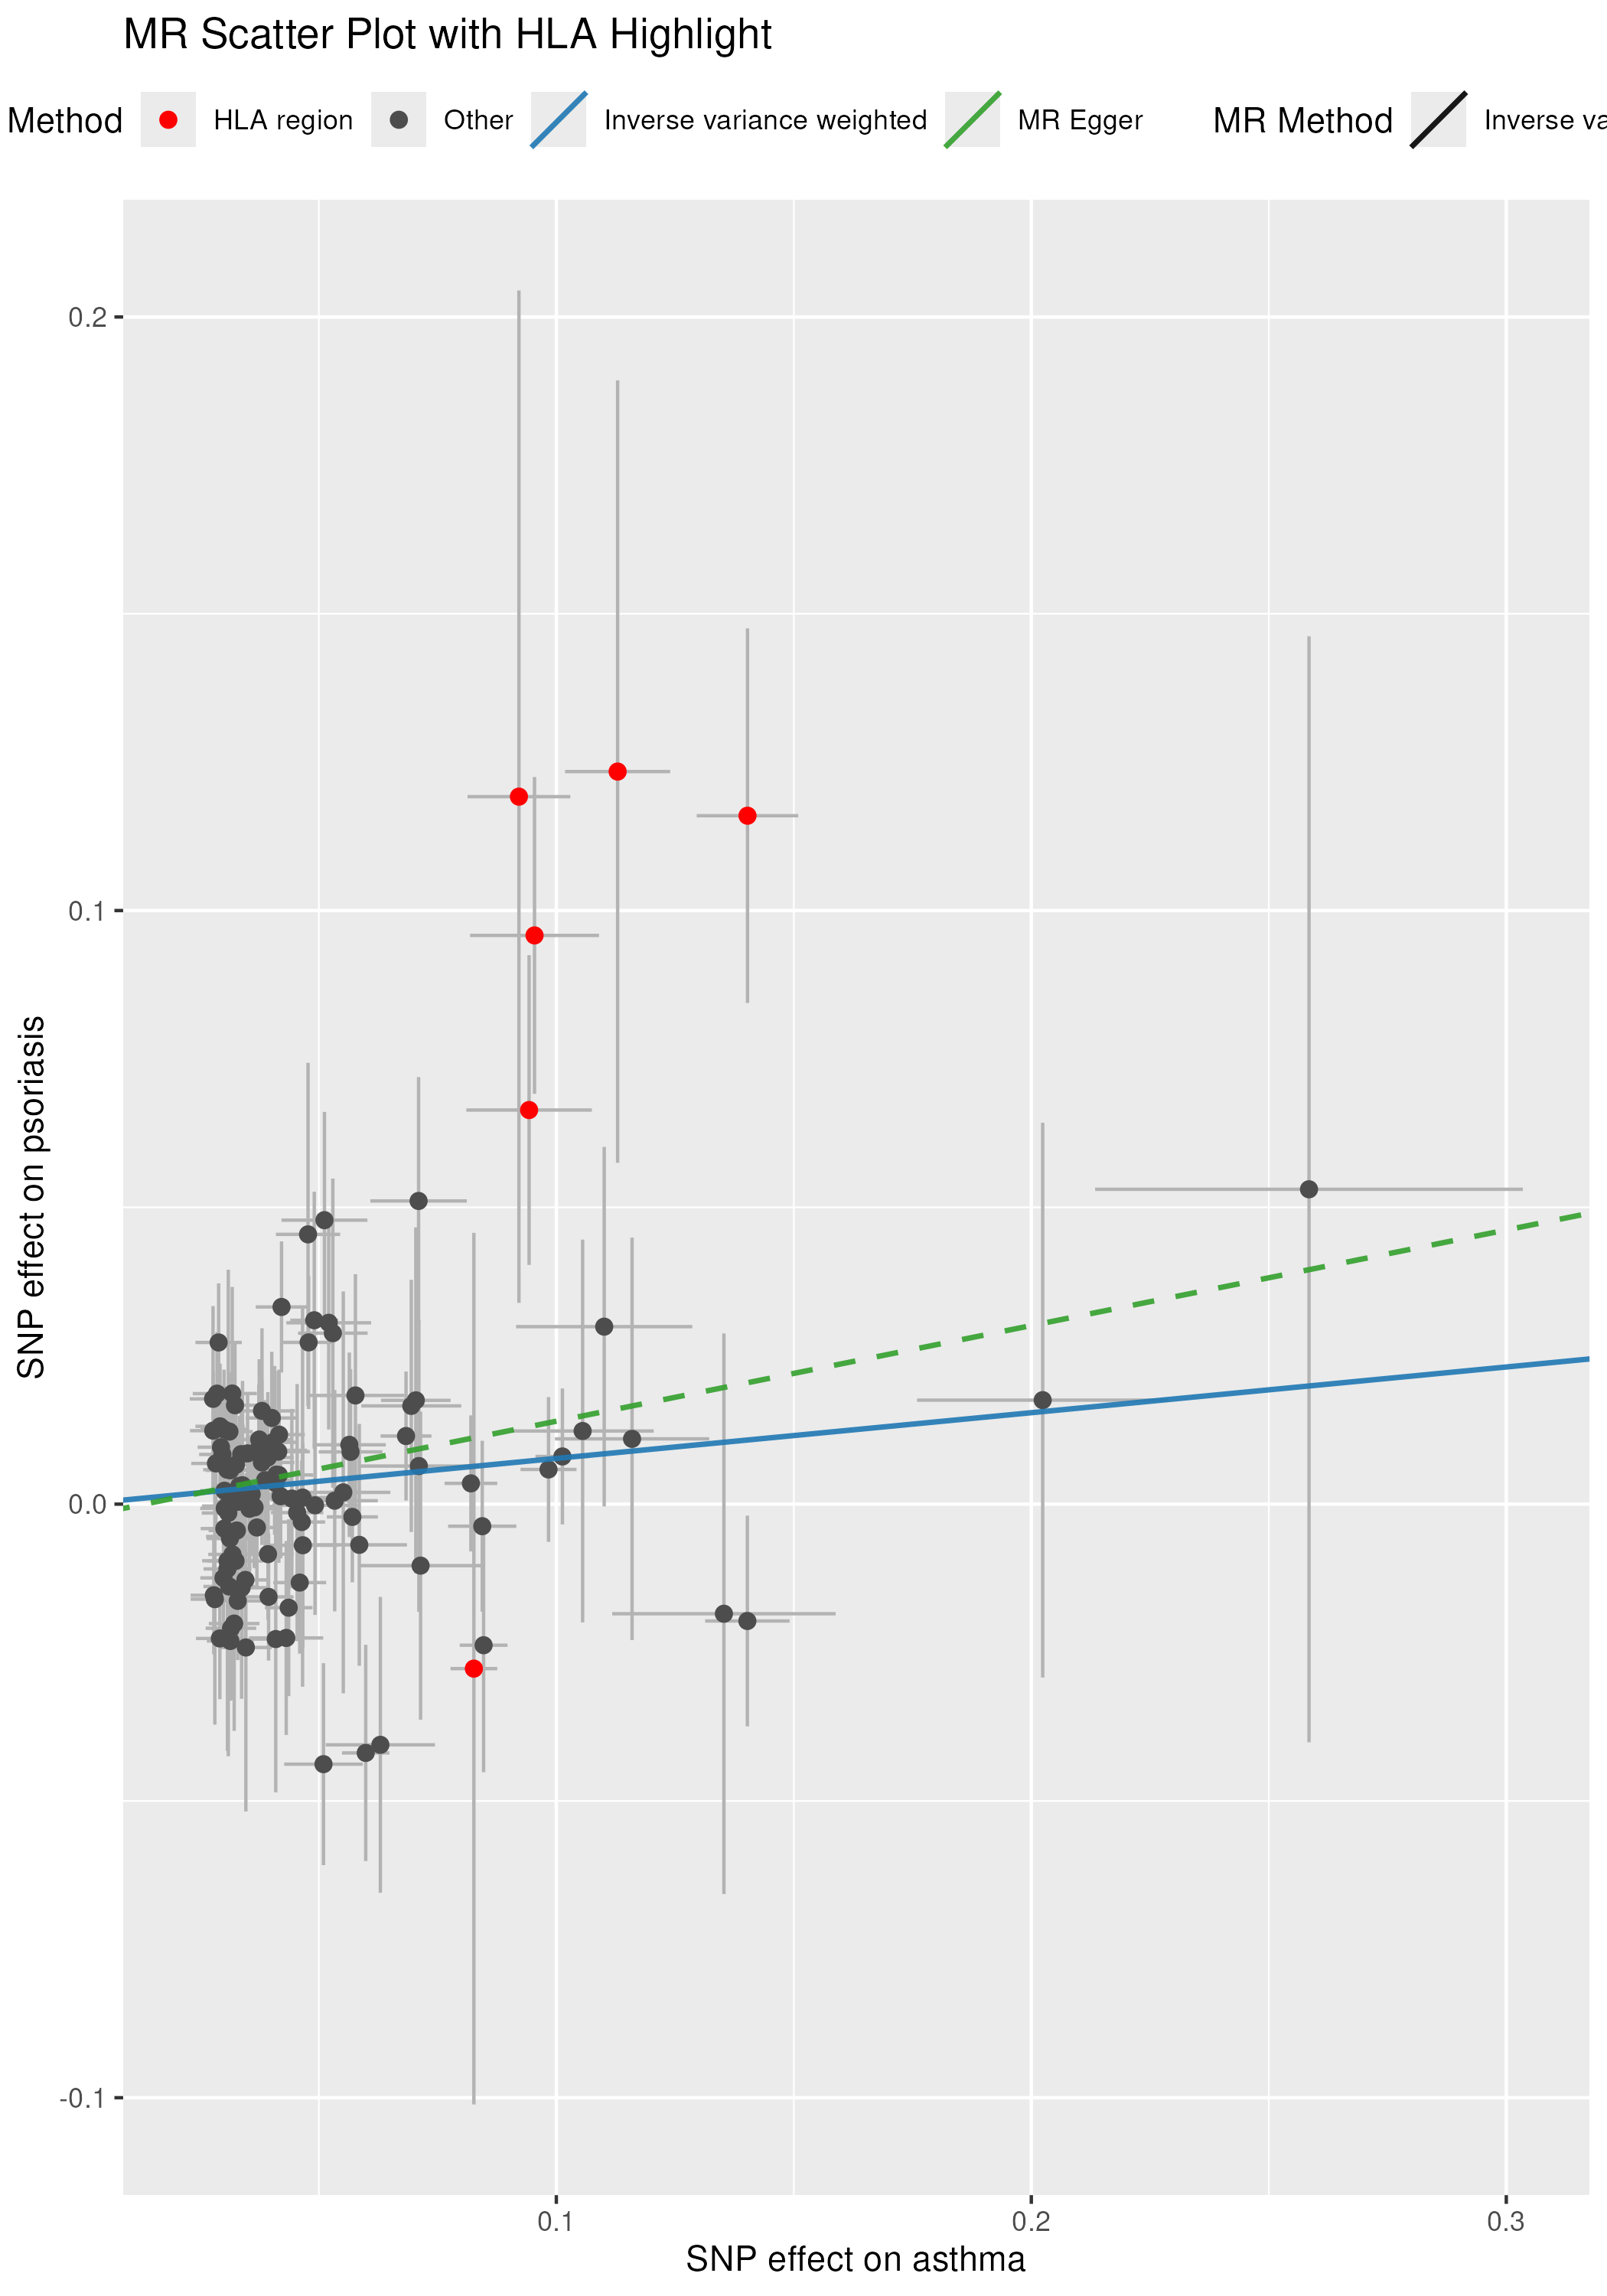 MR Scatter Plot with HLA Highlight
Method HLA region Other Inverse variance weighted MR Egger MR Method Inverse va
0.2
0.1
0.0
-0.1
SNP effect on psoriasis
0.1 0.2 0.3
SNP effect on asthma